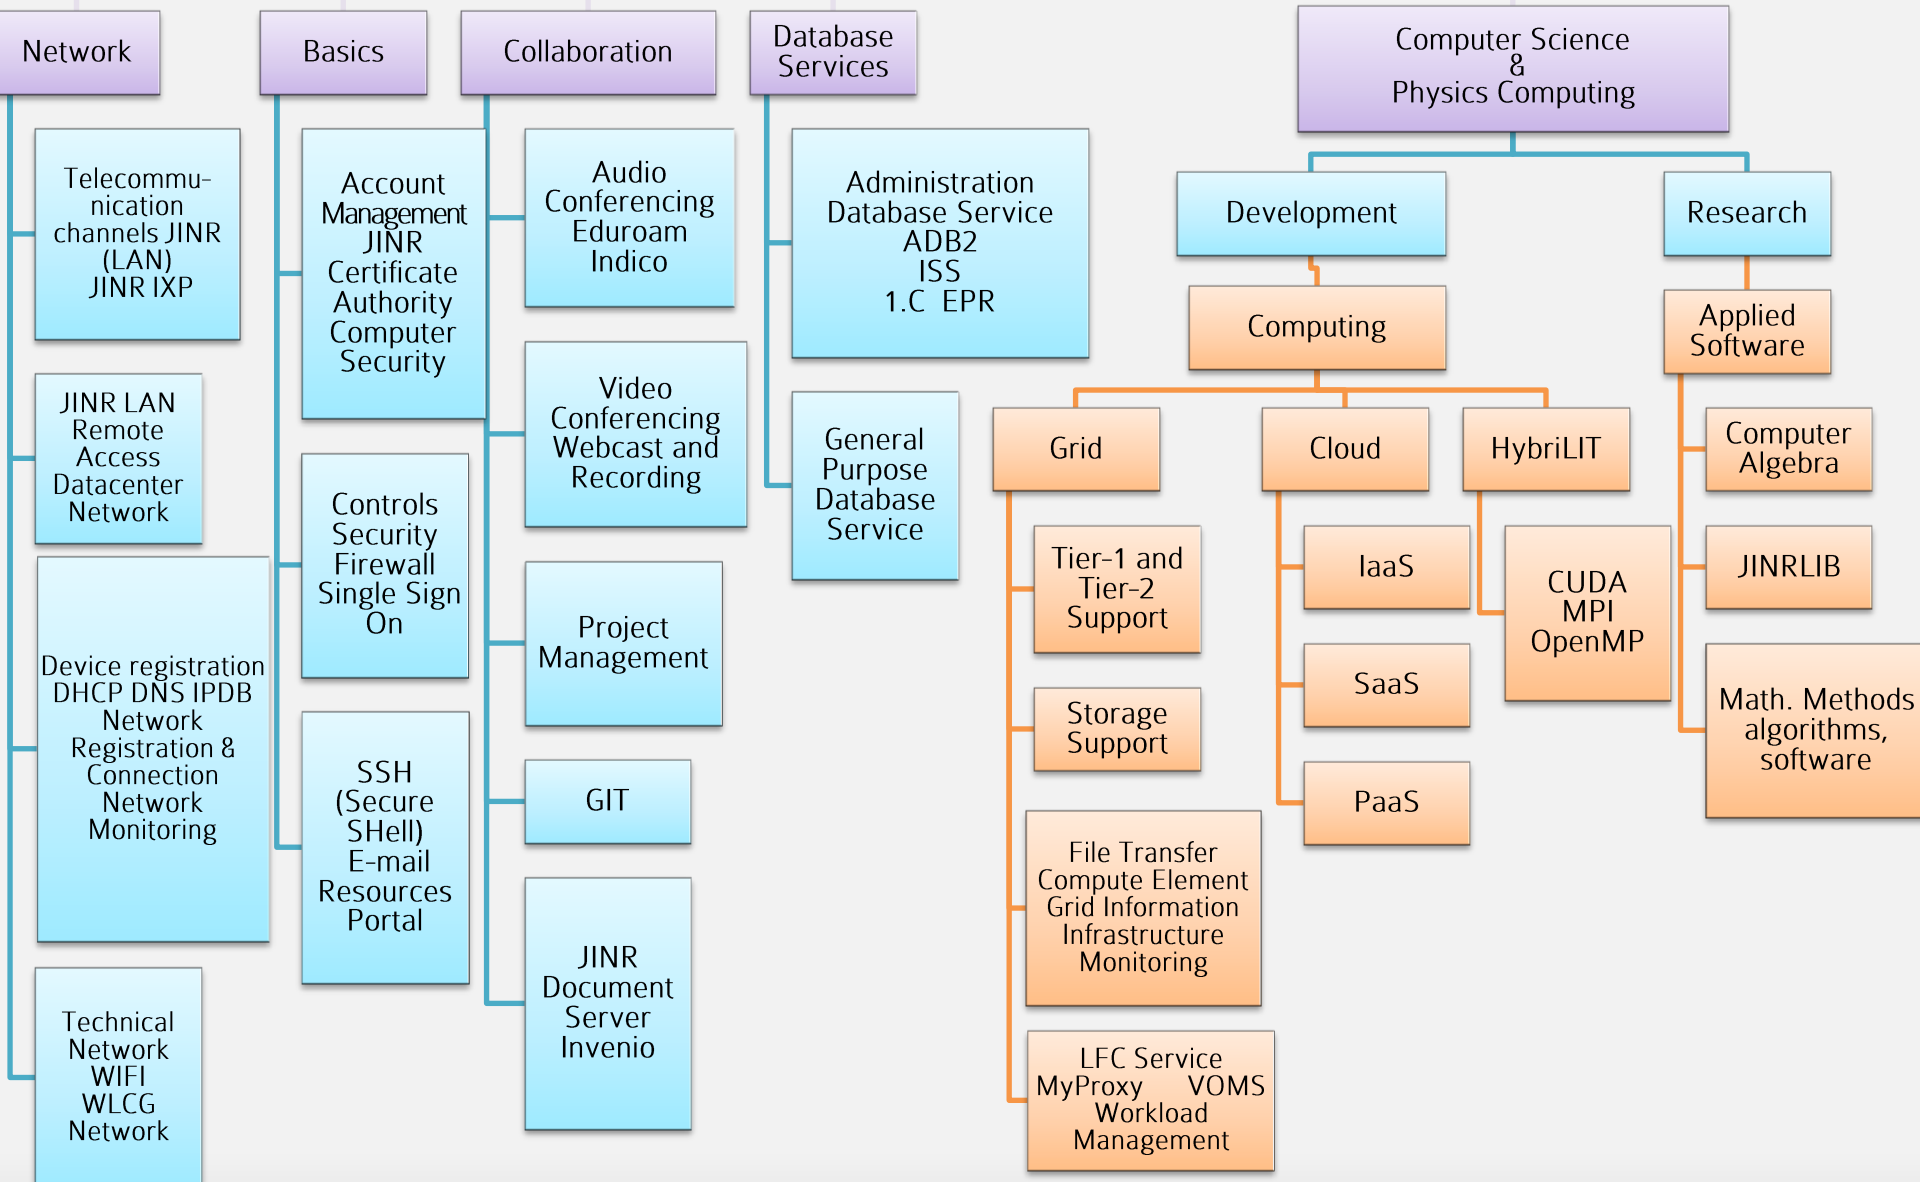 Network
Telecommu-
nication
channels JINR
(LAN)
JINR IXP
JINR LAN
Remote
Access
Datacenter
Network
Device registration
DHCP DNS IPDB
Network
Registration &
Connection
Network
Monitoring
Technical
Network
WIFI
WLCG
Network
Basics
Account
Management
JINR
Certificate
Authority
Computer
Security
Controls
Security
Firewall
Single Sign
On
SSH
(Secure
SHell)
E-mail
Resources
Portal
Collaboration
Audio
Conferencing
Eduroam
Indico
Video
Conferencing
Webcast and
Recording
Project
Management
GIT
JINR
Document
Server
Invenio
Database
Services
Administration
Database Service
ADB2
ISS
1.C EPR
General
Purpose
Database
Service
Computer Science
&
Physics Computing
Development
Computing
Grid
Tier-1 and
Tier-2
Support
Storage
Support
File Transfer
Compute Element
Grid Information
Infrastructure
Monitoring
LFC Service
MyProxy VOMS
Workload
Management
Cloud
IaaS
SaaS
PaaS
HybriLIT
CUDA
MPI
OpenMP
Research
Applied
Software
Computer
Algebra
JINRLIB
Math. Methods
algorithms,
software